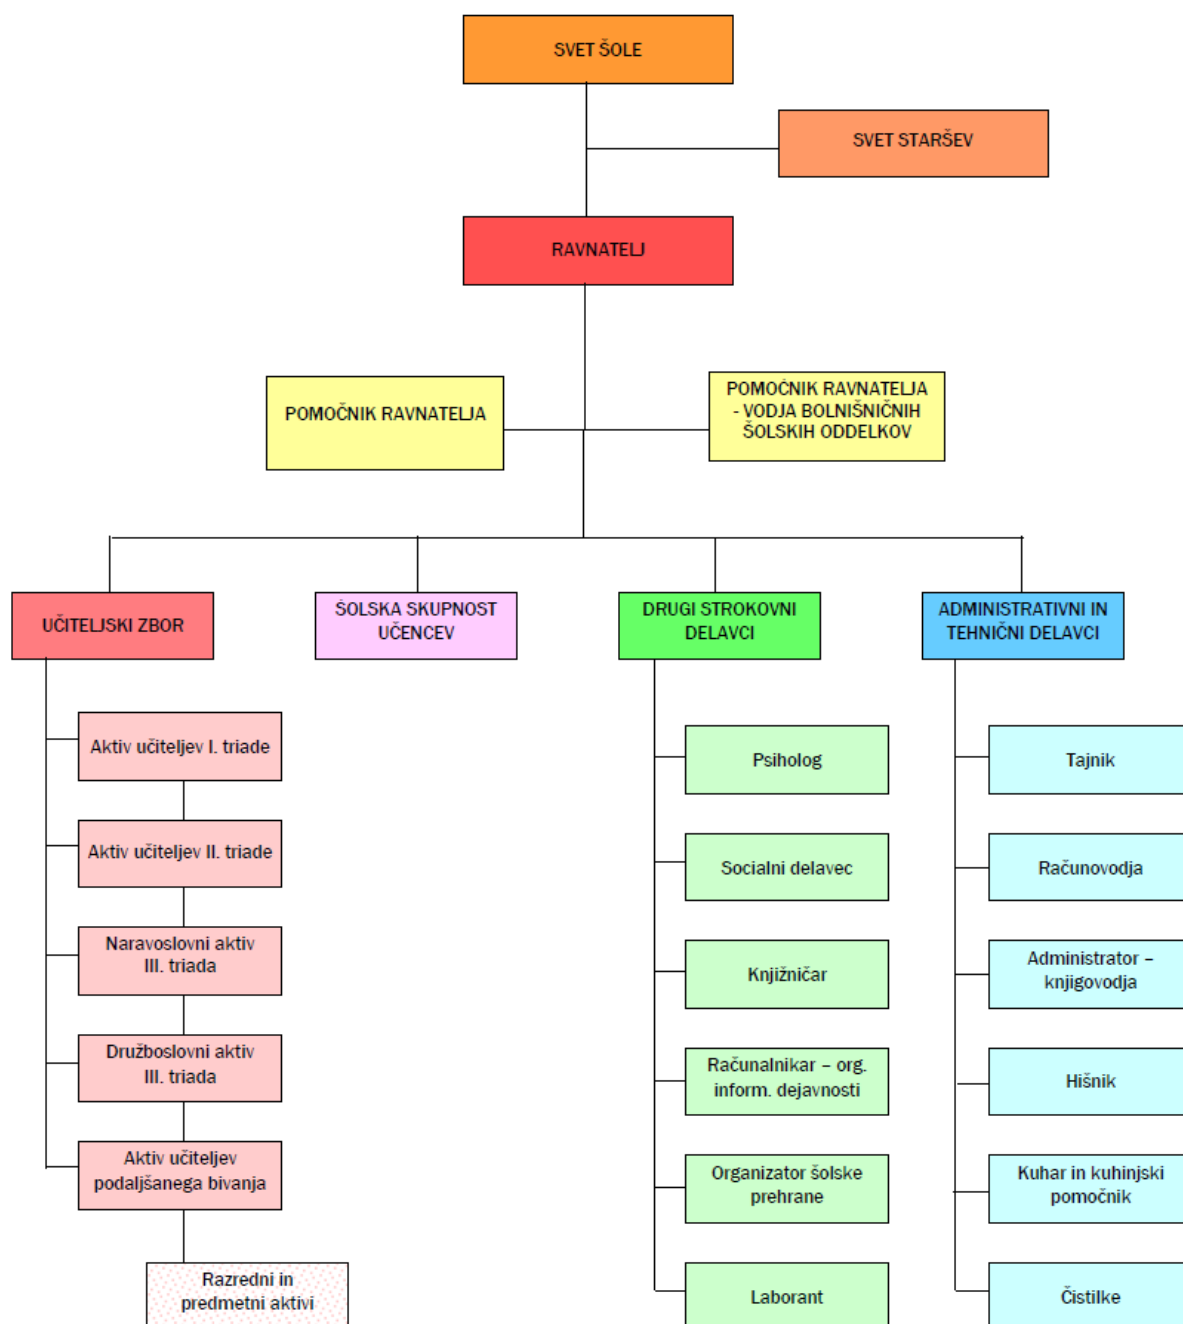 SVET ŠOLE
SVET STARŠEV
RAVNATELJ
POMOČNIK RAVNATELJA
POMOČNIK RAVNATELJA
- VODJA BOLNIŠNIČNIH
ŠOLSKIH ODDELKOV
UČITELJSKI ZBOR
ŠOLSKA SKUPNOST
UČENCEV
DRUGI STROKOVNI
DELAVCI
ADMINISTRATIVNI IN
TEHNIČNI DELAVCI
Aktiv učiteljev I. triade
Aktiv učiteljev II. triade
Naravoslovni aktiv
III. triada
Družboslovni aktiv
III. triada
Aktiv učiteljev
podaljšanega bivanja
Razredni in
predmetni aktivi
Psiholog
Socialni delavec
Knjižničar
Računalnikar – org.
inform. dejavnosti
Organizator šolske
prehrane
Laborant
Tajnik
Računovodja
Administrator –
knjigovodja
Hišnik
Kuhar in kuhinjski
pomočnik
Čistilke